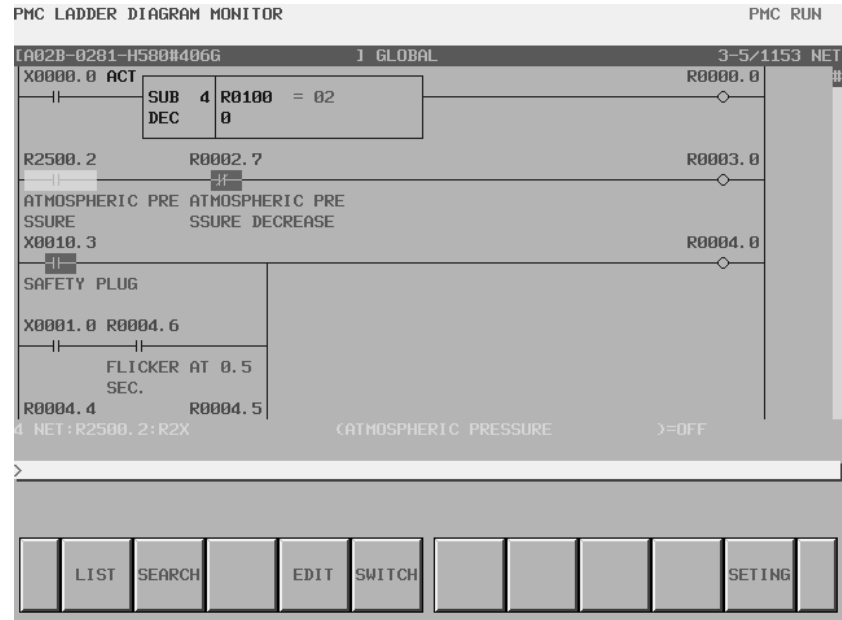 PMC LADDER DIAGRAM MONITOR PMC RUN
[A02B-0281-H580#406G ] GLOBAL 3-5/1153 NET
X0000.0 ACT R0000.0 #
SUB 4 R0100 = 02
DEC 0
R2500.2 R0002.7 R0003.0
ATMOSPHERIC PRE ATMOSPHERIC PRE
SSURE SSURE DECREASE
X0010.3 R0004.0
SAFETY PLUG
X0001.0 R0004.6
FLICKER AT 0.5
SEC.
R0004.4 R0004.5
4 NET:R2500.2:R2X (ATMOSPHERIC PRESSURE )=OFF
>
LIST SEARCH EDIT SWITCH SETING